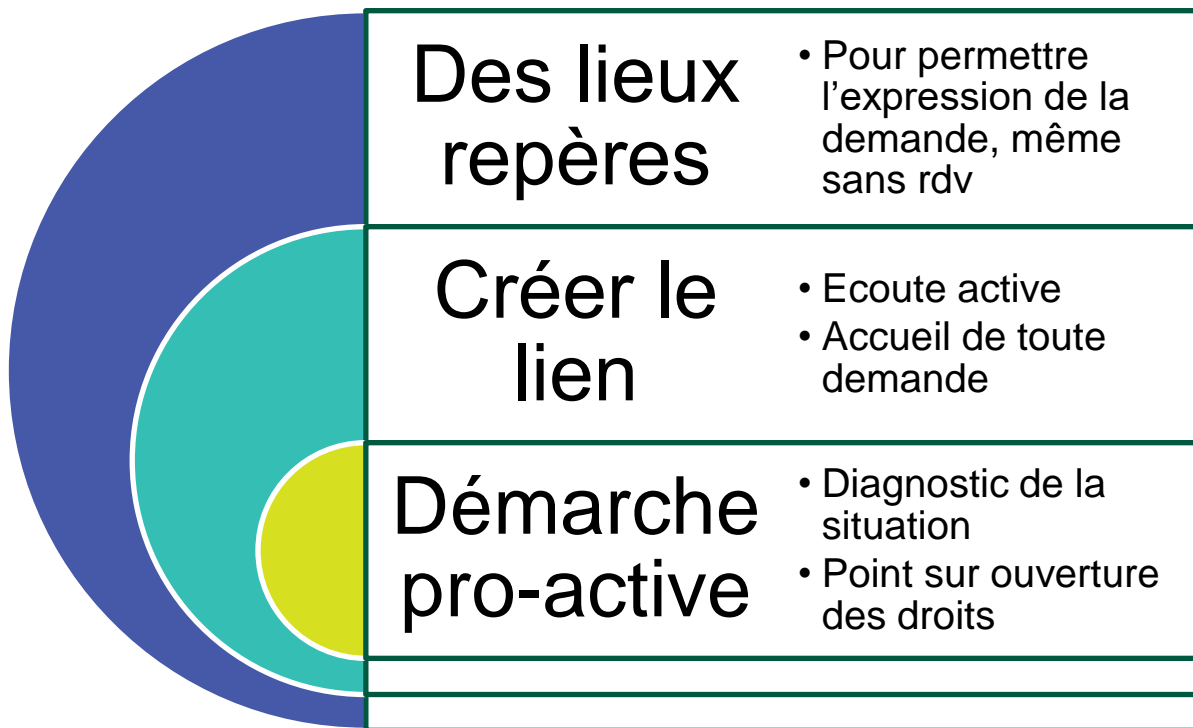 Des lieux
repères
• Pour permettre
l’expression de la
demande, même
sans rdv
Créer le
lien
• Ecoute active
• Accueil de toute
demande
Démarche
pro-active
• Diagnostic de la
situation
• Point sur ouverture
des droits